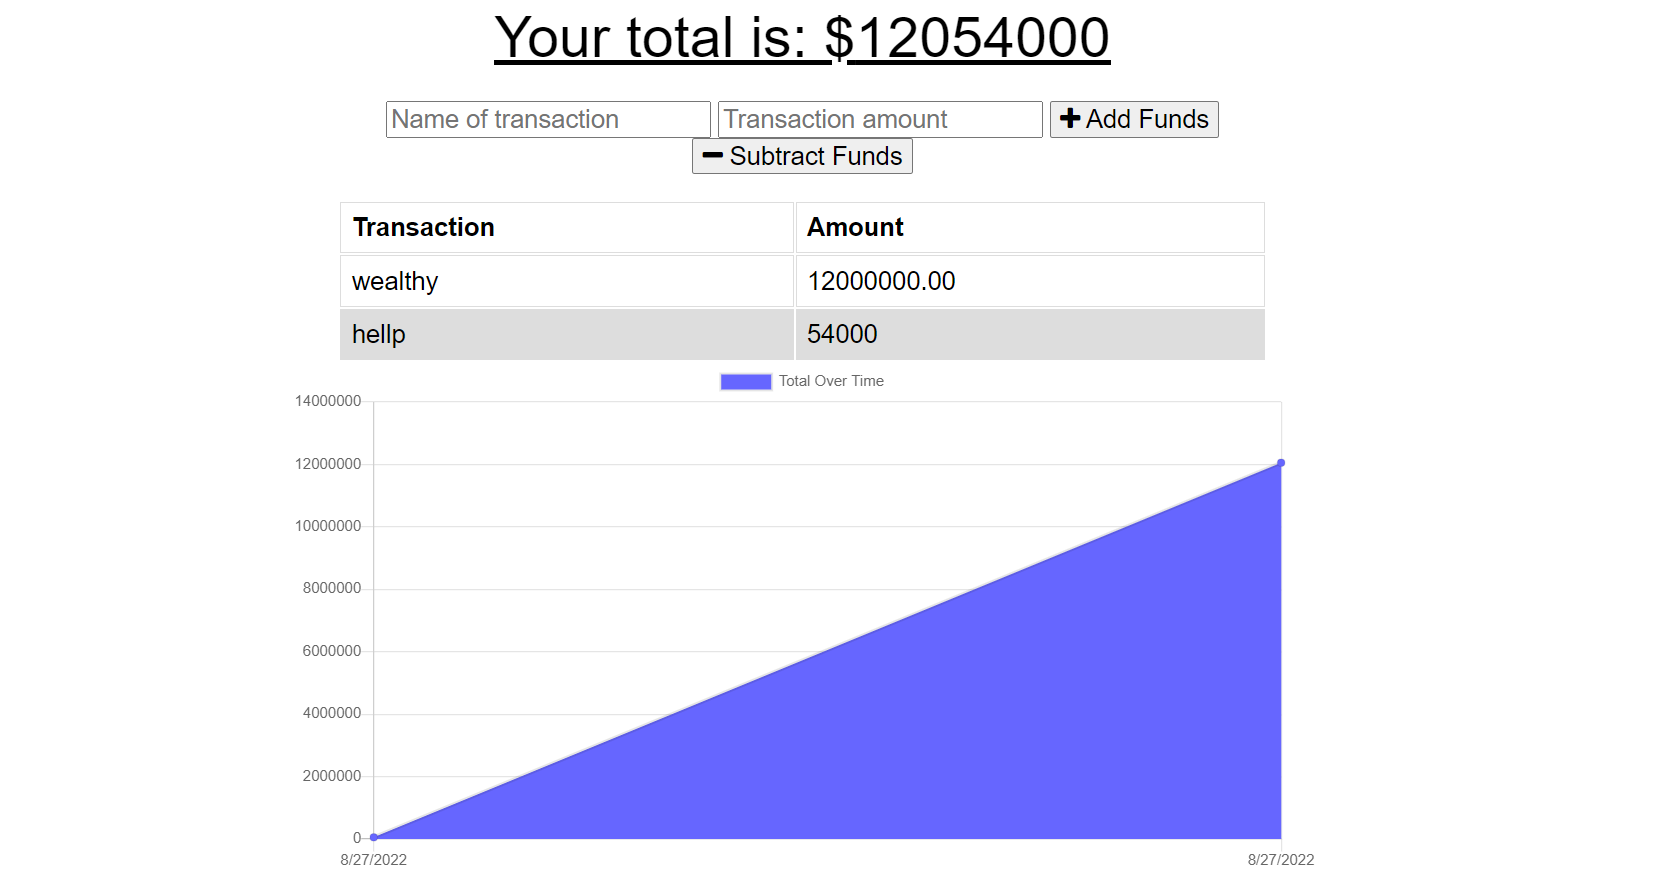 Your total is: $12054000
Name of transaction Transaction amount Add Funds
Subtract Funds
Transaction Amount
wealthy 12000000.00
hellp 54000
Total Over Time
14000000
12000000
10000000
8000000
6000000
4000000
2000000
0
8/27/2022 8/27/2022